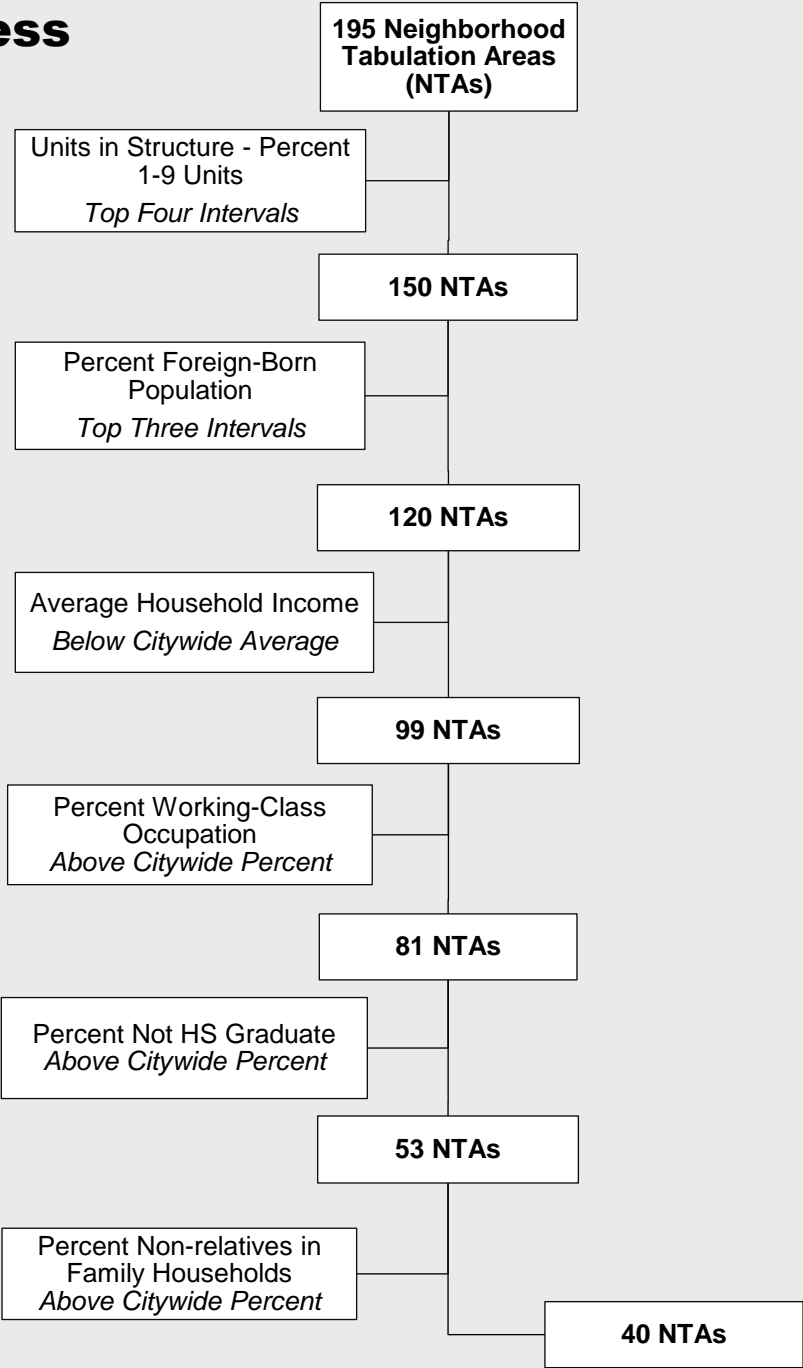 ess
195 Neighborhood
Tabulation Areas
(NTAs)
Units in Structure - Percent
1-9 Units
Top Four Intervals
150 NTAs
Percent Foreign-Born
Population
Top Three Intervals
120 NTAs
Average Household Income
Below Citywide Average
99 NTAs
Percent Working-Class
Occupation
Above Citywide Percent
81 NTAs
Percent Not HS Graduate
Above Citywide Percent
53 NTAs
Percent Non-relatives in
Family Households
Above Citywide Percent
40 NTAs